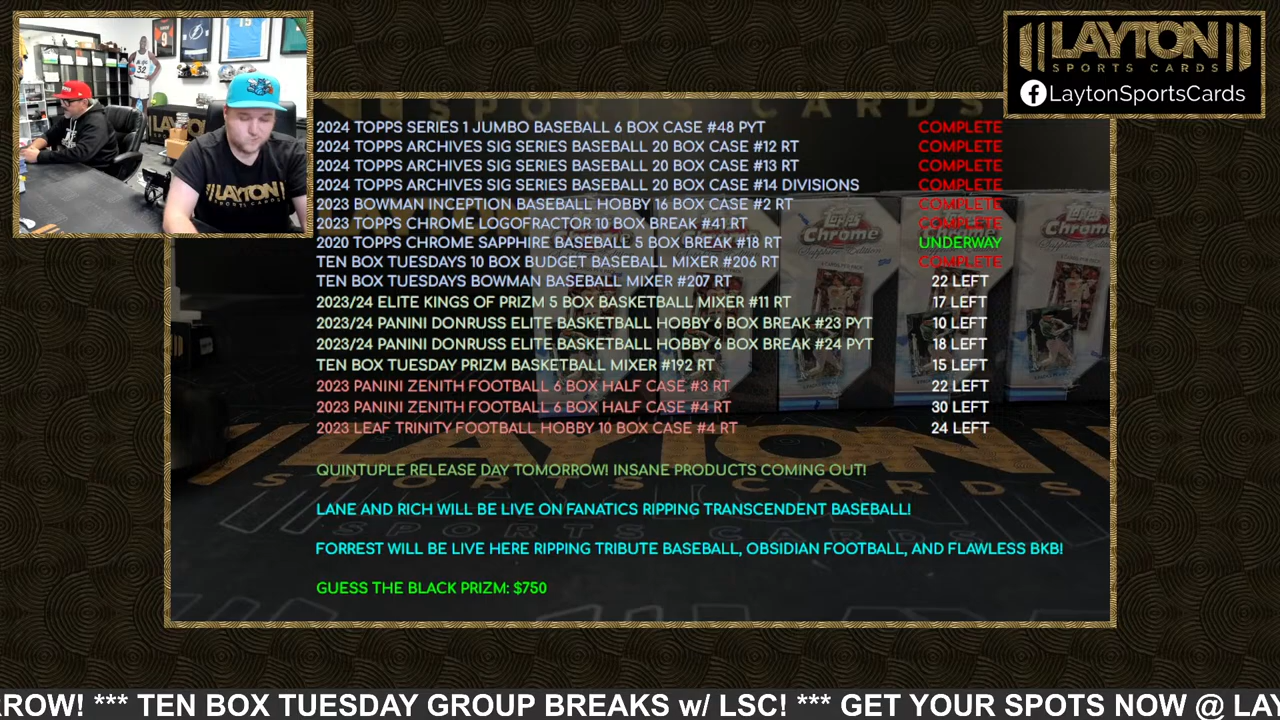 LAYTON
SPORTS CARDS
LaytonSportsCards
2024 TOPPS SERIES 1 JUMBO BASEBALL 6 BOX CASE #48 PYT COMPLETE
2024 TOPPS ARCHIVES SIG SERIES BASEBALL 20 BOX CASE #12 RT COMPLETE
2024 TOPPS ARCHIVES SIG SERIES BASEBALL 20 BOX CASE #13 RT COMPLETE
2024 TOPPS ARCHIVES SIG SERIES BASEBALL 20 BOX CASE #14 DIVISIONS COMPLETE
2023 BOWMAN INCEPTION BASEBALL HOBBY 16 BOX CASE #2 RT COMPLETE
2023 TOPPS CHROME LOGOFRACTOR 10 BOX BREAK #41 RT COMPLETE
2020 TOPPS CHROME SAPPHIRE BASEBALL 5 BOX BREAK #18 RT UNDERWAY
TEN BOX TUESDAYS 10 BOX BUDGET BASEBALL MIXER #206 RT COMPLETE
TEN BOX TUESDAYS BOWMAN BASEBALL MIXER #207 RT 22 LEFT
2023/24 ELITE KINGS OF PRIZM 5 BOX BASKETBALL MIXER #11 RT 17 LEFT
2023/24 PANINI DONRUSS ELITE BASKETBALL HOBBY 6 BOX BREAK #23 PYT 10 LEFT
2023/24 PANINI DONRUSS ELITE BASKETBALL HOBBY 6 BOX BREAK #24 PYT 18 LEFT
TEN BOX TUESDAY PRIZM BASKETBALL MIXER #192 RT 15 LEFT
2023 PANINI ZENITH FOOTBALL 6 BOX HALF CASE #3 RT 22 LEFT
2023 PANINI ZENITH FOOTBALL 6 BOX HALF CASE #4 RT 30 LEFT
2023 LEAF TRINITY FOOTBALL HOBBY 10 BOX CASE #4 RT 24 LEFT
QUINTUPLE RELEASE DAY TOMORROW! INSANE PRODUCTS COMING OUT!
LANE AND RICH WILL BE LIVE ON FANATICS RIPPING TRANSCENDENT BASEBALL!
FORREST WILL BE LIVE HERE RIPPING TRIBUTE BASEBALL, OBSIDIAN FOOTBALL, AND FLAWLESS BKB!
GUESS THE BLACK PRIZM: $750
RROW! *** TEN BOX TUESDAY GROUP BREAKS w/ LSC! *** GET YOUR SPOTS NOW @ LAY